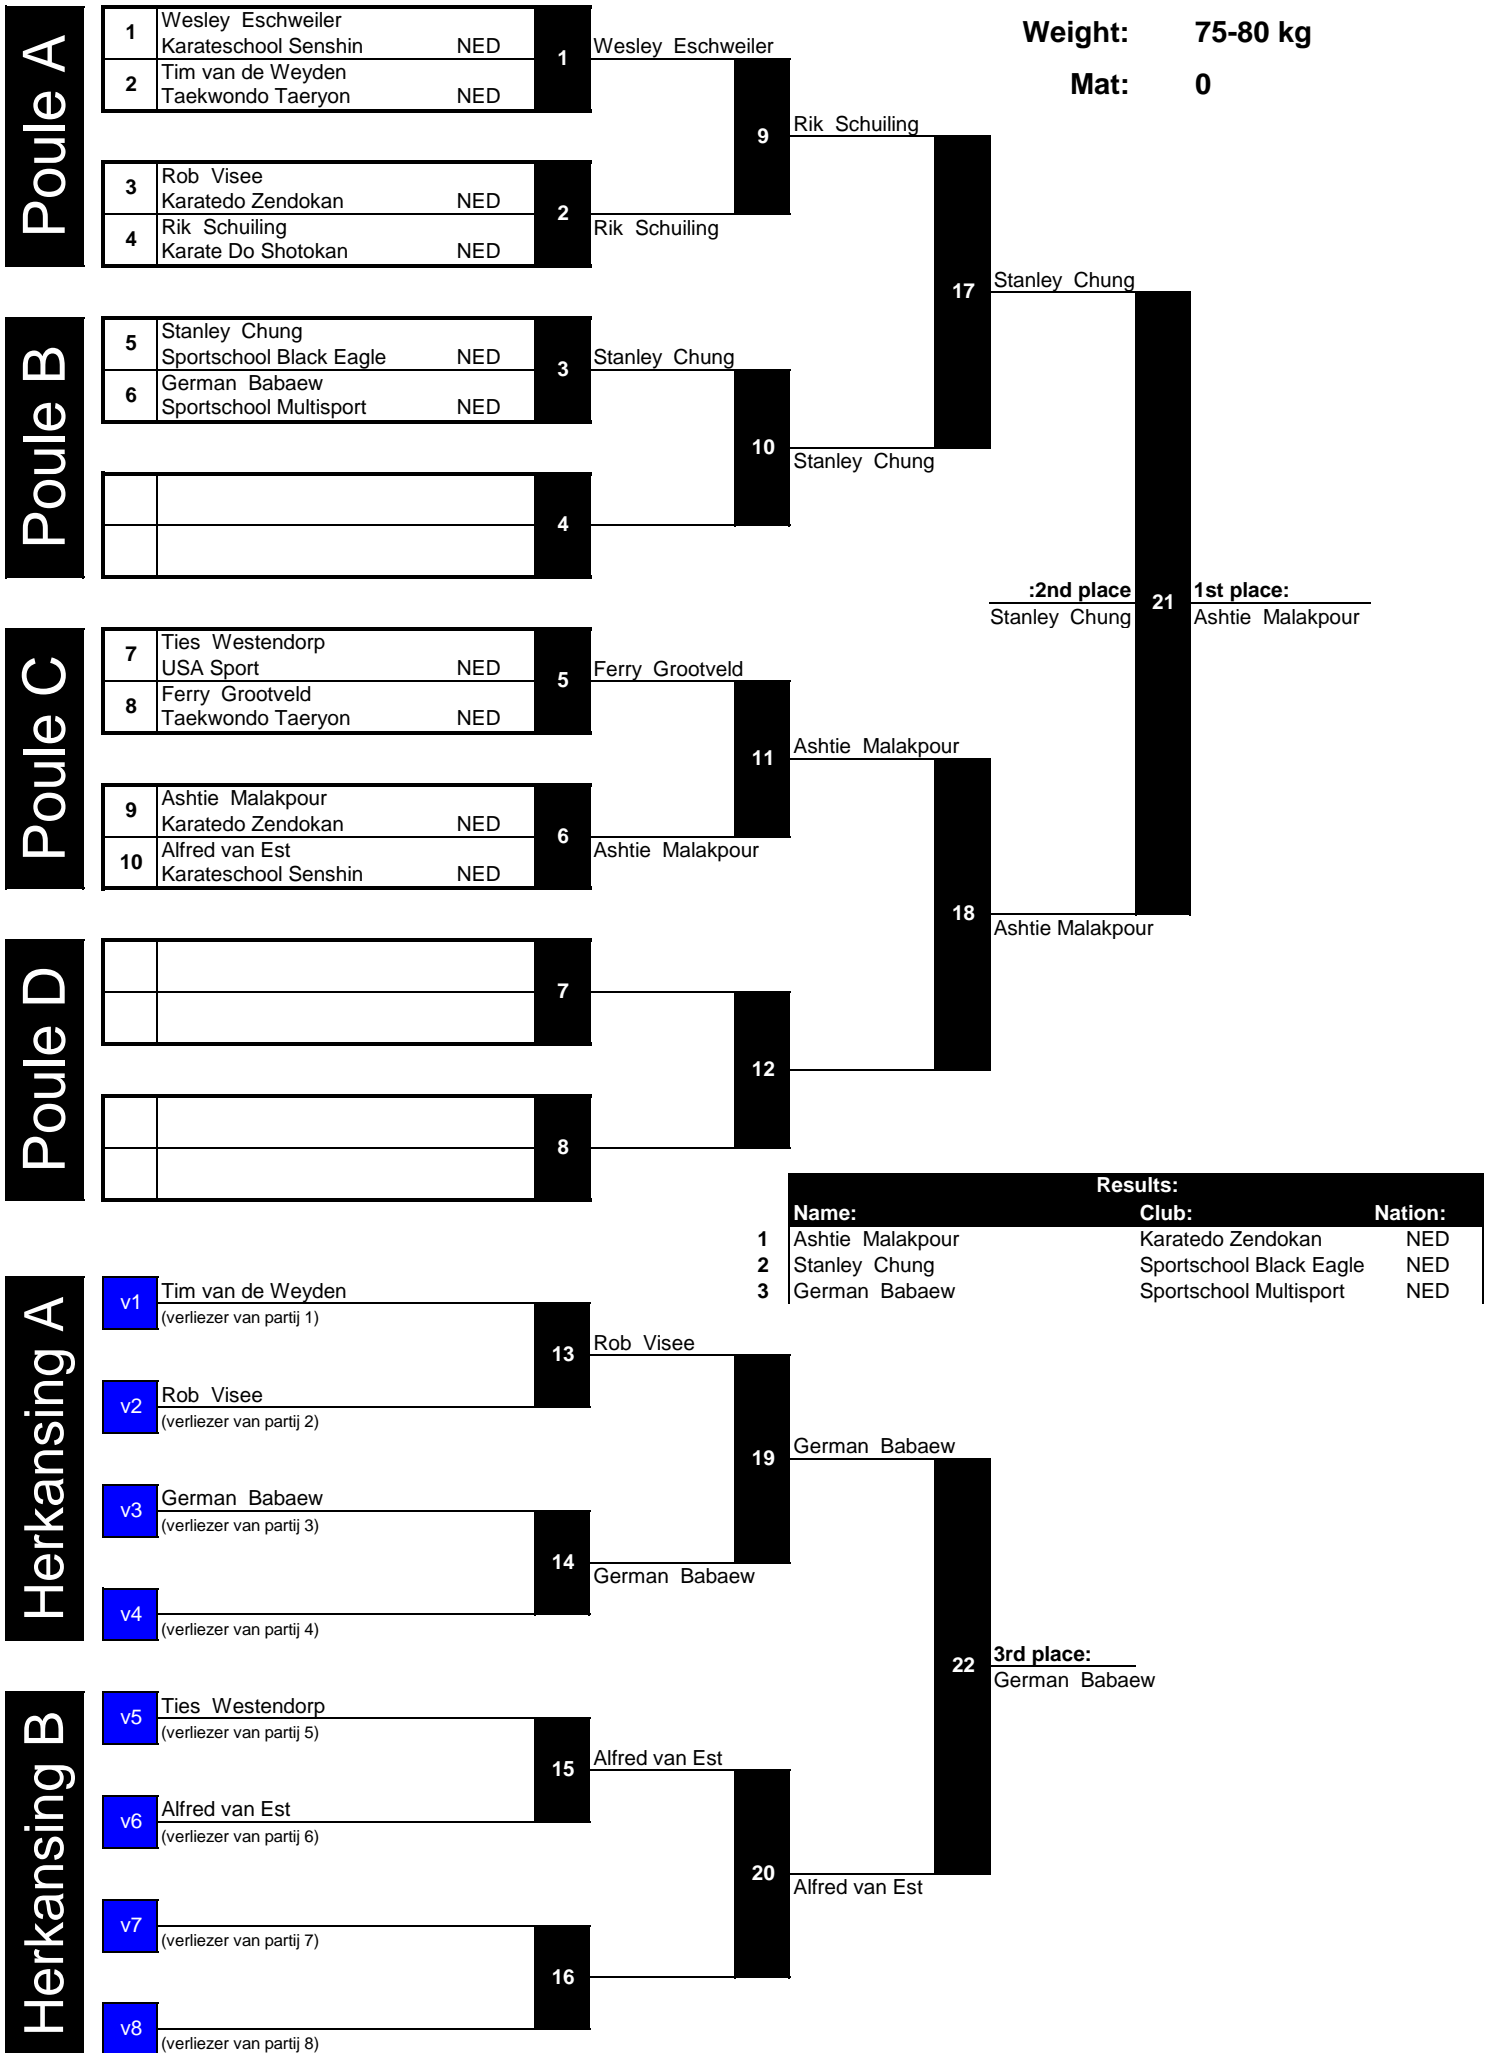 Weight: 75-80 kg
Mat: 0
Poule A
1 Wesley Eschweiler
Karateschool Senshin NED
2 Tim van de Weyden
Taekwondo Taeryon NED
1
Wesley Eschweiler
3 Rob Visee
Karatedo Zendokan NED
4 Rik Schuiling
Karate Do Shotokan NED
2
Rik Schuiling
9
Rik Schuiling
Poule B
5 Stanley Chung
Sportschool Black Eagle NED
6 German Babaew
Sportschool Multisport NED
3
Stanley Chung
4
10
Stanley Chung
17
Stanley Chung
Poule C
7 Ties Westendorp
USA Sport NED
8 Ferry Grootveld
Taekwondo Taeryon NED
5
Ferry Grootveld
9 Ashtie Malakpour
Karatedo Zendokan NED
10 Alfred van Est
Karateschool Senshin NED
6
Ashtie Malakpour
11
Ashtie Malakpour
Poule D
7
8
12
18
Ashtie Malakpour
:2nd place
Stanley Chung
21
1st place:
Ashtie Malakpour
Results:
Name: Club: Nation:
1 Ashtie Malakpour Karatedo Zendokan NED
2 Stanley Chung Sportschool Black Eagle NED
3 German Babaew Sportschool Multisport NED
Herkansing A
v1 Tim van de Weyden
(verliezer van partij 1)
13
Rob Visee
v2 Rob Visee
(verliezer van partij 2)
v3 German Babaew
(verliezer van partij 3)
14
German Babaew
v4
(verliezer van partij 4)
19
German Babaew
Herkansing B
v5 Ties Westendorp
(verliezer van partij 5)
15
Alfred van Est
v6 Alfred van Est
(verliezer van partij 6)
v7
(verliezer van partij 7)
16
v8
(verliezer van partij 8)
20
Alfred van Est
22
3rd place:
German Babaew